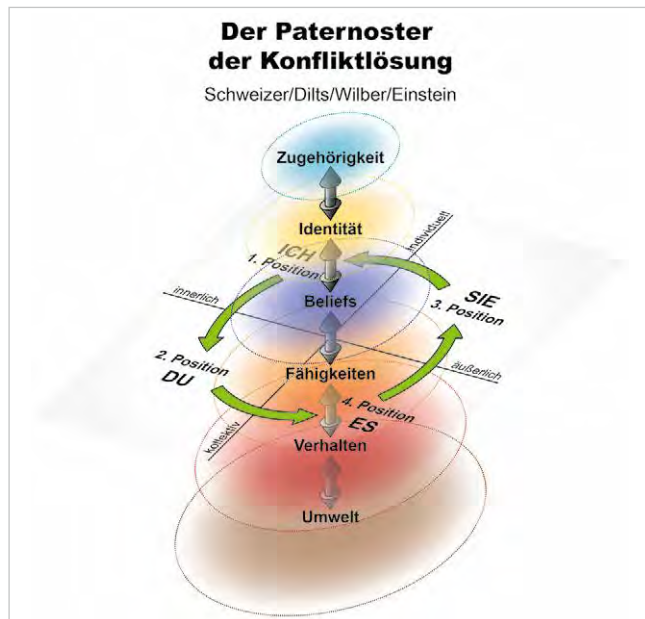 Der Paternoster
der Konfliktlösung
Schweizer/Dilts/Wilber/Einstein
Zugehörigkeit
Identität
individuell
ICH
1. Position
innerlich
Beliefs
SIE
3. Position
2. Position
DU
Fähigkeiten
äußerlich
4. Position
ES
kollektiv
Verhalten
Umwelt